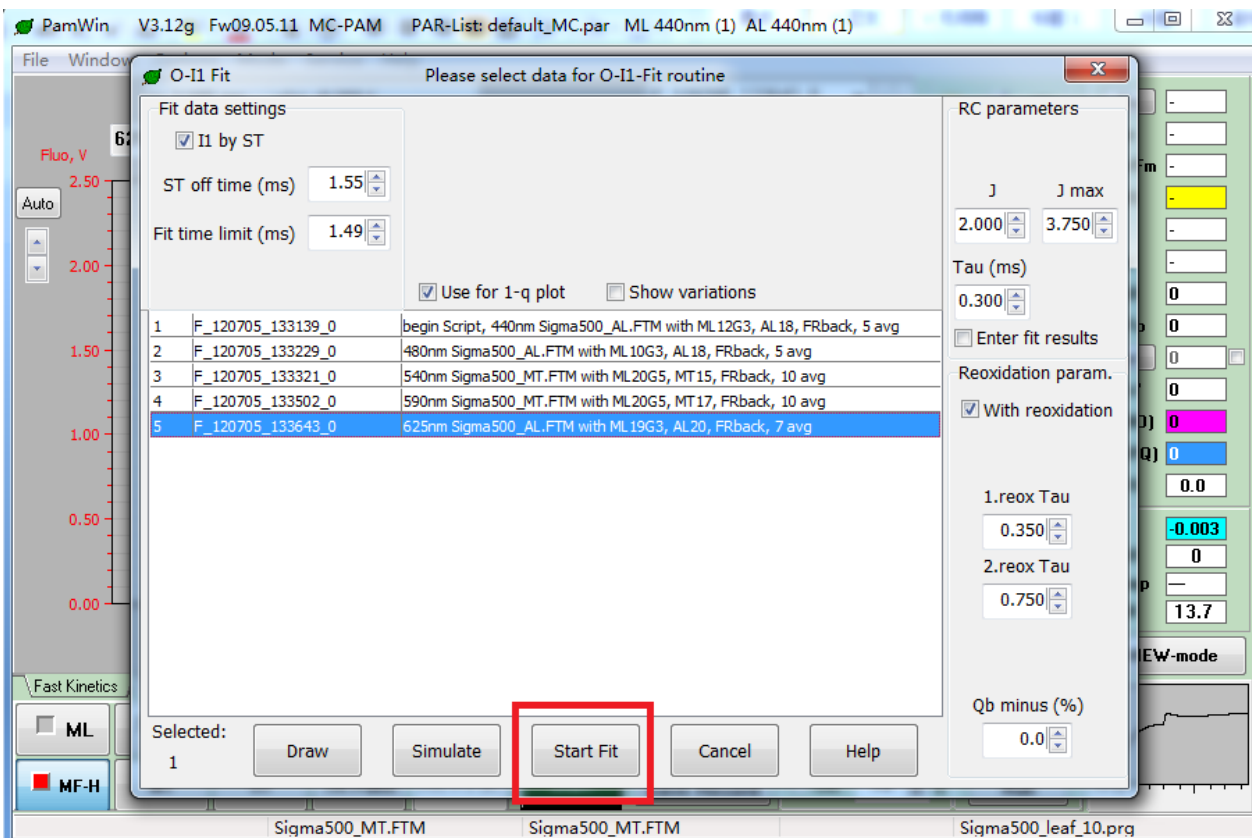 PamWin V3.12g Fw09.05.11 MC-PAM PAR-List: default_MC.par ML 440nm (1) AL 440nm (1)
File Window
O-I1 Fit Please select data for O-I1-Fit routine
Fit data settings
I1 by ST
ST off time (ms) 1.55
Fit time limit (ms) 1.49
Use for 1-q plot Show variations
1 F_120705_133139_0 begin Script, 440nm Sigma500_AL.FTM with ML12G3, AL18, FRback, 5 avg
2 F_120705_133229_0 480nm Sigma500_AL.FTM with ML10G3, AL18, FRback, 5 avg
3 F_120705_133321_0 540nm Sigma500_MT.FTM with ML20G5, MT15, FRback, 10 avg
4 F_120705_133502_0 590nm Sigma500_MT.FTM with ML20G5, MT17, FRback, 10 avg
5 F_120705_133643_0 625nm Sigma500_AL.FTM with ML19G3, AL20, FRback, 7 avg
Selected:
1
Draw Simulate Start Fit Cancel Help
RC parameters
J J max
2.000 3.750
Tau (ms)
0.300
Enter fit results
Reoxidation param.
With reoxidation
1.reox Tau
0.350
2.reox Tau
0.750
Qb minus (%)
0.0
Fluo, V
2.50
Auto
2.00
1.50
1.00
0.50
0.00
Fast Kinetics
ML
MF-H
-
-
Fm -
-
-
-
0
0
0
0
0
Q) 0
0.0
-0.003
0
p —
13.7
EW-mode
Sigma500_MT.FTM Sigma500_MT.FTM Sigma500_leaf_10.prg